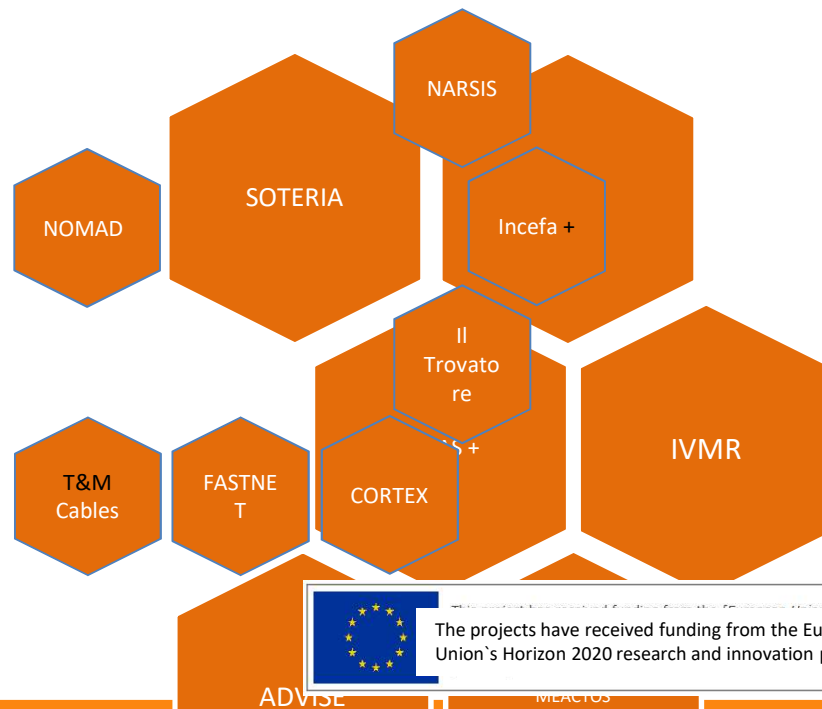 NARSIS
SOTERIA
NOMAD
Incefa +
Il
Trovato
re
S +
IVMR
T&M
Cables
FASTNE
T
CORTEX
The projects have received funding from the Eu
Union`s Horizon 2020 research and innovation p
ADVISE
MEACTOS